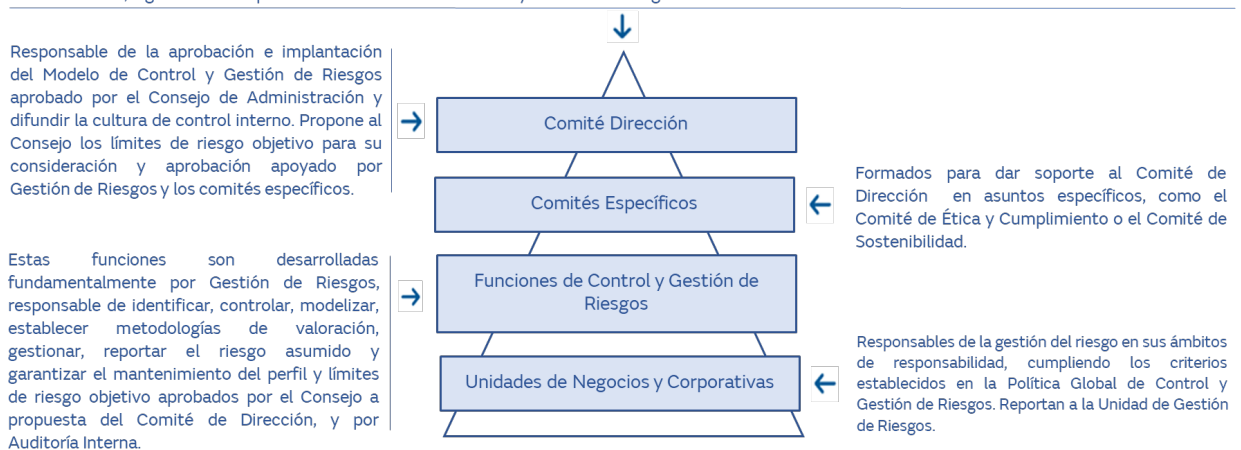 Responsable de la aprobación e implantación
del Modelo de Control y Gestión de Riesgos
aprobado por el Consejo de Administración y
difundir la cultura de control interno. Propone al
Consejo los límites de riesgo objetivo para su
consideración y aprobación apoyado por
Gestión de Riesgos y los comités específicos.
Comité Dirección
Comités Específicos
Formados para dar soporte al Comité de
Dirección en asuntos específicos, como el
Comité de Ética y Cumplimiento o el Comité de
Sostenibilidad.
Estas funciones son desarrolladas
fundamentalmente por Gestión de Riesgos,
responsable de identificar, controlar, modelizar,
establecer metodologías de valoración,
gestionar, reportar el riesgo asumido y
garantizar el mantenimiento del perfil y límites
de riesgo objetivo aprobados por el Consejo a
propuesta del Comité de Dirección, y por
Auditoría Interna.
Funciones de Control y Gestión de
Riesgos
Unidades de Negocios y Corporativas
Responsables de la gestión del riesgo en sus ámbitos
de responsabilidad, cumpliendo los criterios
establecidos en la Política Global de Control y
Gestión de Riesgos. Reportan a la Unidad de Gestión
de Riesgos.